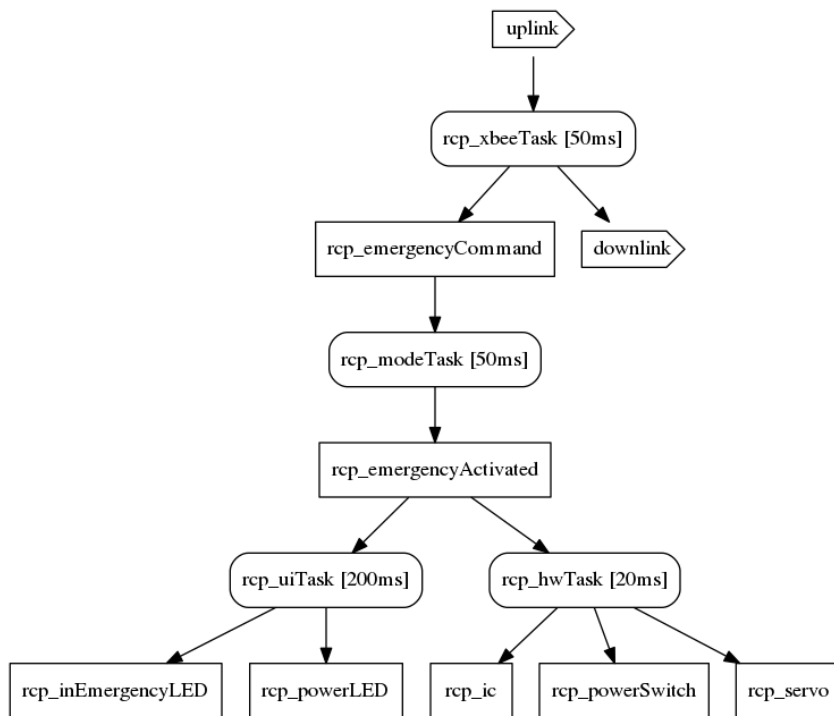 uplink
rcp_xbeeTask [50ms]
rcp_emergencyCommand
downlink
rcp_modeTask [50ms]
rcp_emergencyActivated
rcp_uiTask [200ms]
rcp_hwTask [20ms]
rcp_inEmergencyLED
rcp_powerLED
rcp_ic
rcp_powerSwitch
rcp_servo